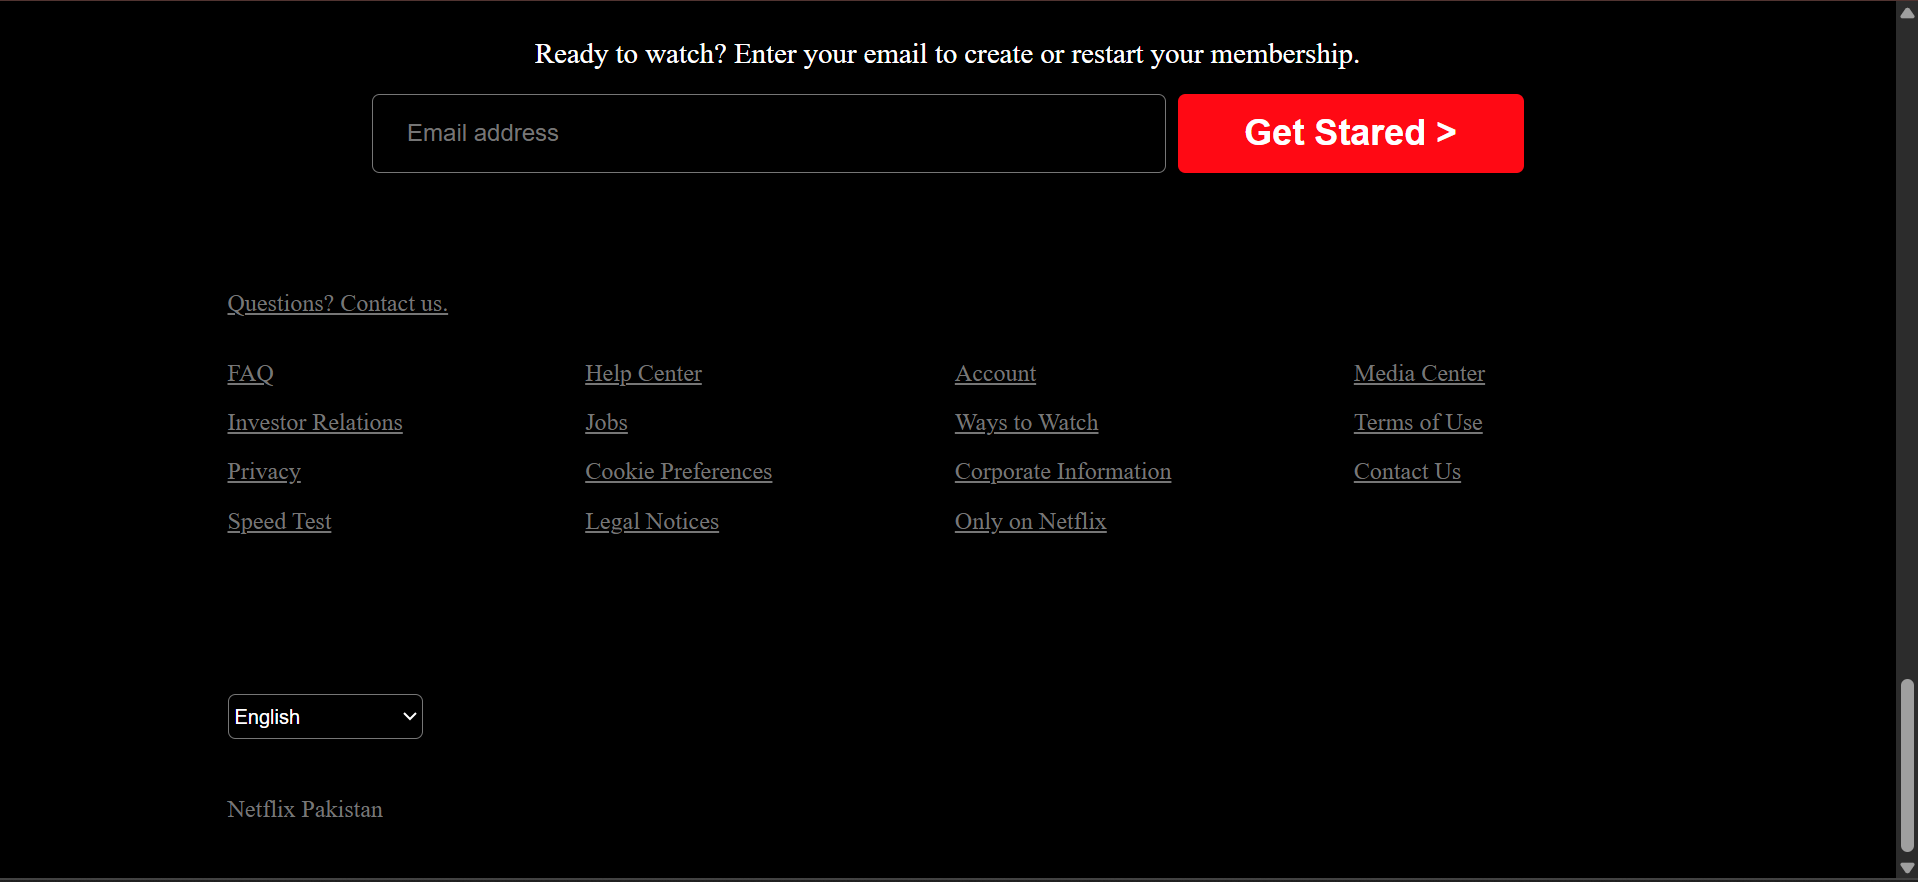 Ready to watch? Enter your email to create or restart your membership.
Email address
Get Stared >
Questions? Contact us.
FAQ
Help Center
Account
Media Center
Investor Relations
Jobs
Ways to Watch
Terms of Use
Privacy
Cookie Preferences
Corporate Information
Contact Us
Speed Test
Legal Notices
Only on Netflix
English
Netflix Pakistan